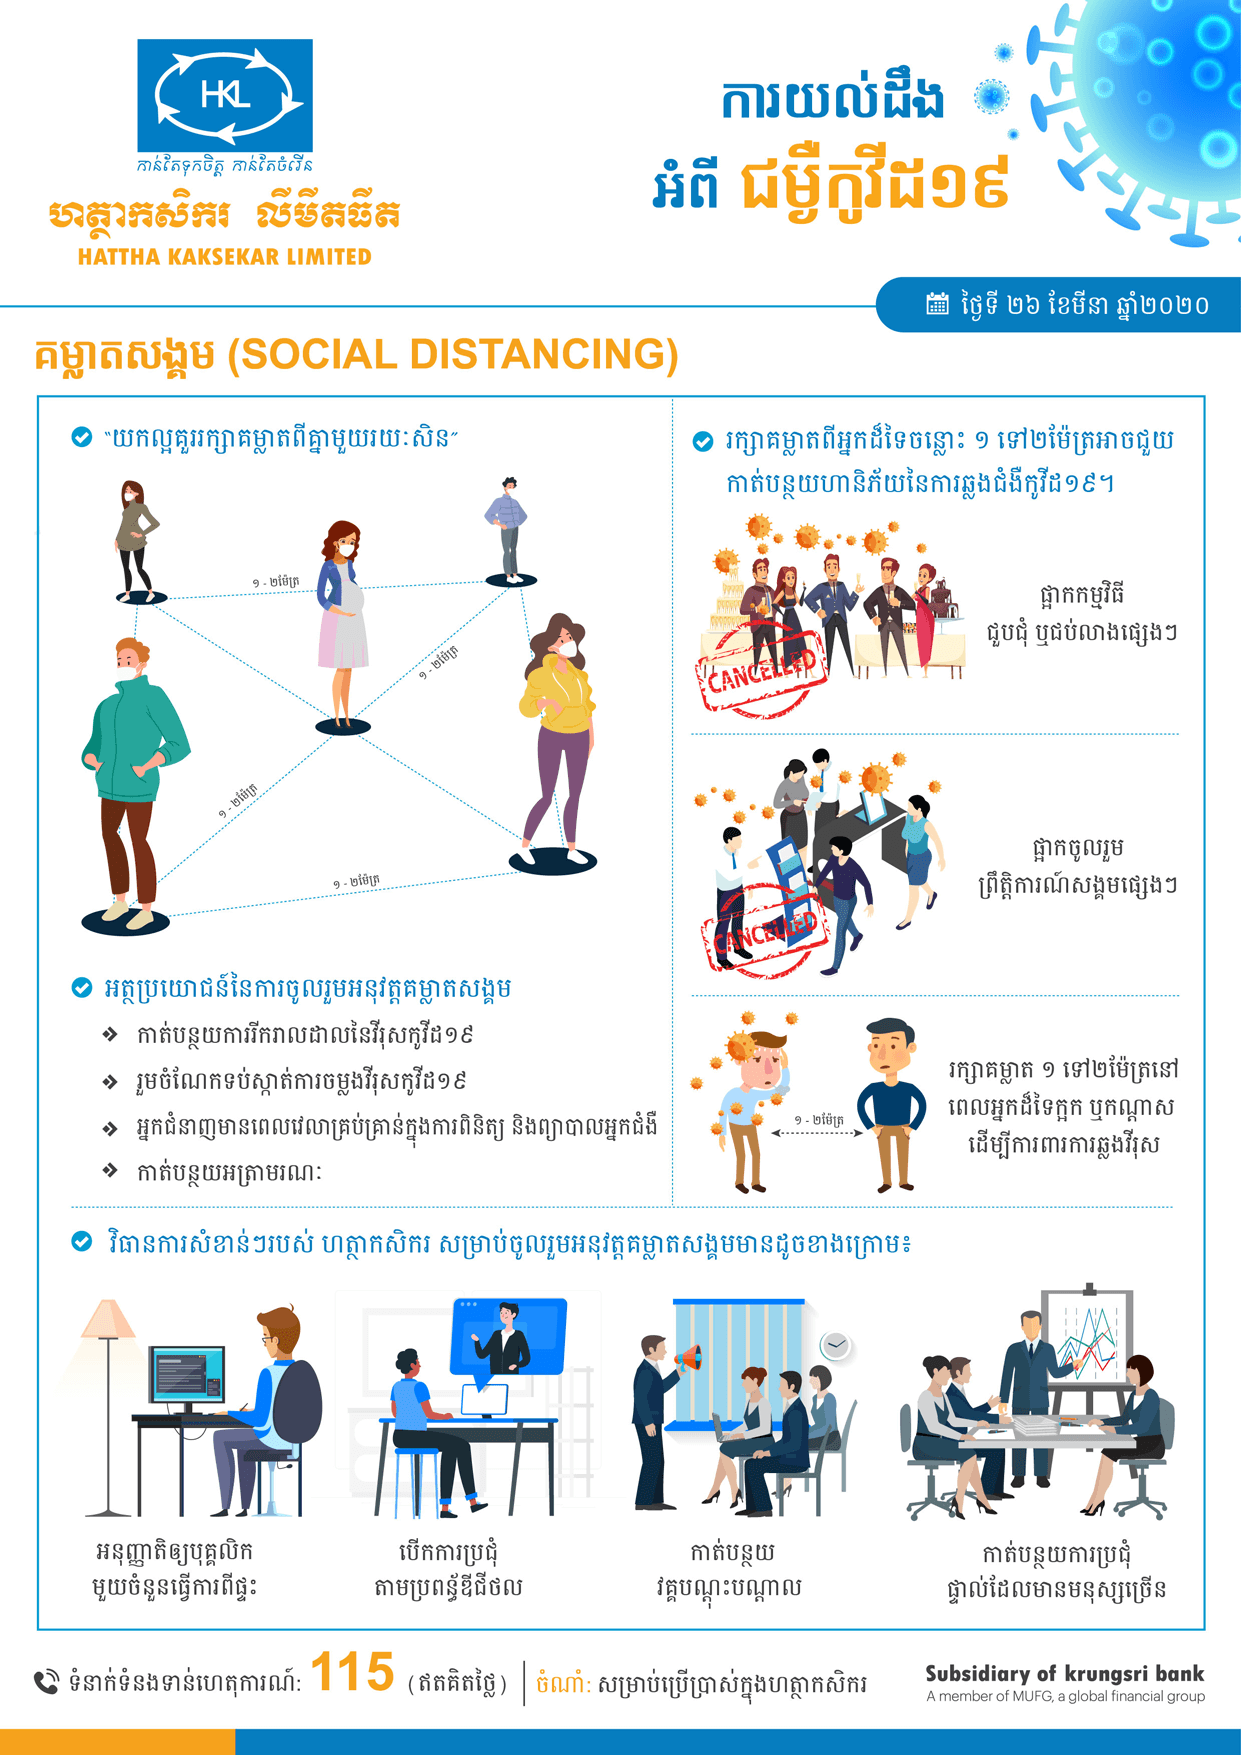 HKL
កាន់តែទុកចិត្ត កាន់តែចំរើន
ហត្ថាកសិករ លីមីតធីត
HATTHA KAKSEKAR LIMITED
ការយល់ដឹង
អំពី ជម្ងឺកូវីដ១៩
ថ្ងៃទី ២៦ ខែមីនា ឆ្នាំ២០២០
គម្លាតសង្គម (SOCIAL DISTANCING)
“យកល្អគួររក្សាគម្លាតពីគ្នាមួយរយៈសិន”
១ - ២ម៉ែត្រ
១ - ២ម៉ែត្រ
១ - ២ម៉ែត្រ
១ - ២ម៉ែត្រ
អត្ថប្រយោជន៍នៃការចូលរួមអនុវត្តគម្លាតសង្គម
កាត់បន្ថយការរីករាលដាលនៃវីរុសកូវីដ១៩
រួមចំណែកទប់ស្កាត់ការចម្លងវីរុសកូវីដ១៩
អ្នកជំនាញមានពេលវេលាគ្រប់គ្រាន់ក្នុងការពិនិត្យ និងព្យាបាលអ្នកជំងឺ
កាត់បន្ថយអត្រាមរណៈ
រក្សាគម្លាតពីអ្នកដ៏ទៃចន្លោះ ១ ទៅ២ម៉ែត្រអាចជួយ
កាត់បន្ថយហានិភ័យនៃការឆ្លងជំងឺកូវីដ១៩។
CANCELLED
ផ្អាកកម្មវិធី
ជួបជុំ ឬជប់លាងផ្សេងៗ
CANCELLED
ផ្អាកចូលរួម
ព្រឹត្តិការណ៍សង្គមផ្សេងៗ
១ - ២ម៉ែត្រ
រក្សាគម្លាត ១ ទៅ២ម៉ែត្រនៅ
ពេលអ្នកដ៏ទៃក្អក ឬកណ្តាស
ដើម្បីការពារការឆ្លងវីរុស
វិធានការសំខាន់ៗរបស់ ហត្ថាកសិករ សម្រាប់ចូលរួមអនុវត្តគម្លាតសង្គមមានដូចខាងក្រោម៖
អនុញ្ញាតិឲ្យបុគ្គលិក
មួយចំនួនធ្វើការពីផ្ទះ
បើកការប្រជុំ
តាមប្រពន្ធ័ឌីជីថល
កាត់បន្ថយ
វគ្គបណ្តុះបណ្តាល
កាត់បន្ថយការប្រជុំ
ផ្ទាល់ដែលមានមនុស្សច្រើន
ទំនាក់ទំនងទាន់ហេតុការណ៍: 115 (ឥតគិតថ្លៃ) ចំណាំ: សម្រាប់ប្រើប្រាស់ក្នុងហត្ថាកសិករ
Subsidiary of krungsri bank
A member of MUFG, a global financial group